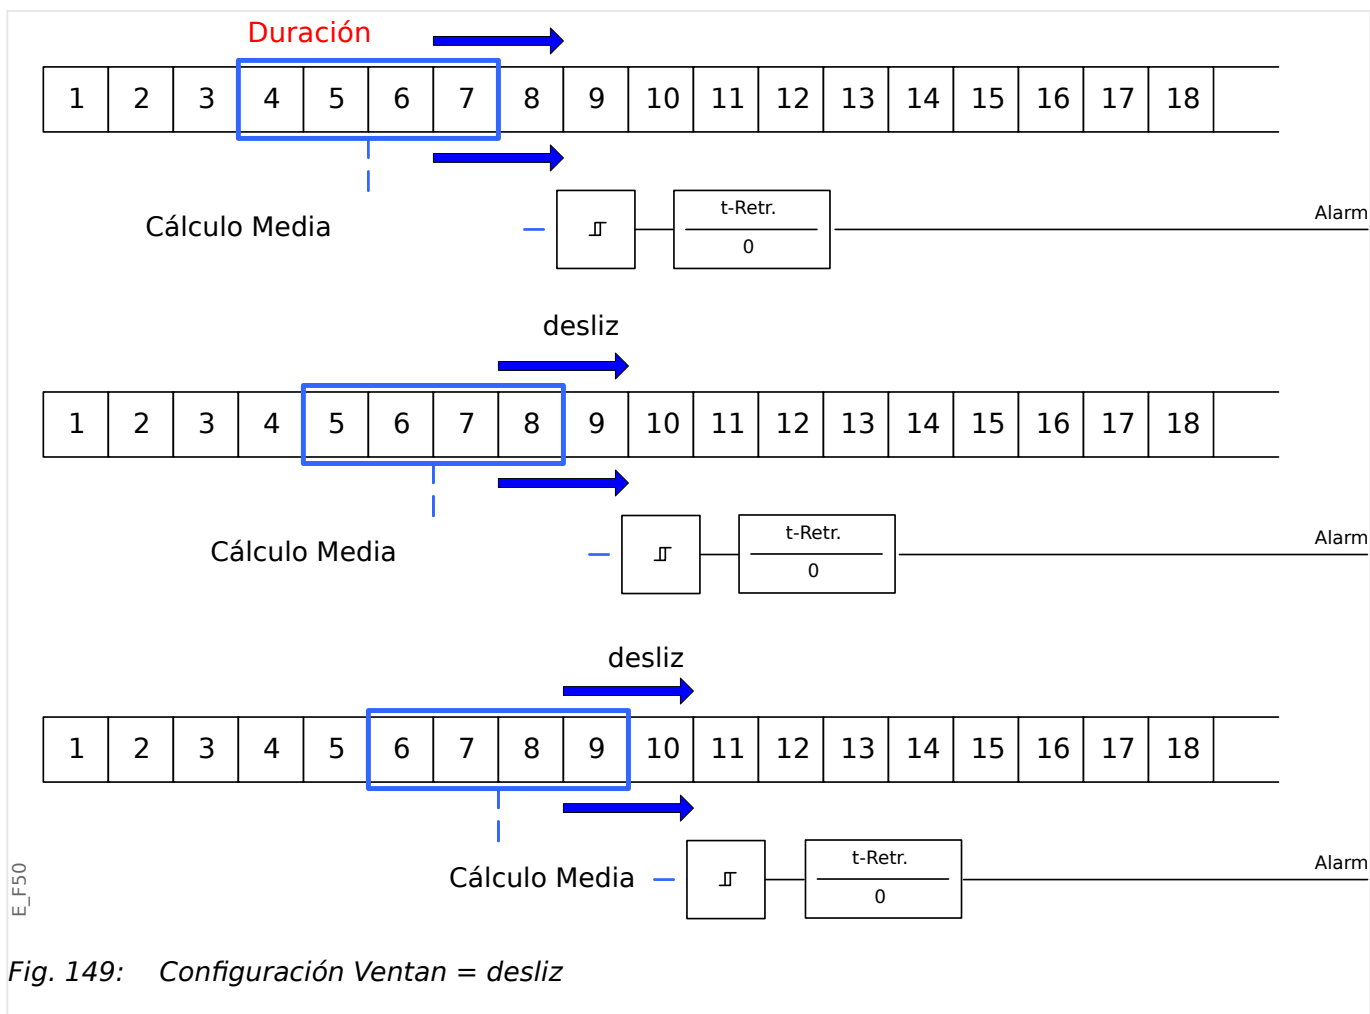 Duración
1 2 3 4 5 6 7 8 9 10 11 12 13 14 15 16 17 18
Cálculo Media
t-Retr.
0
Alarm
desliz
1 2 3 4 5 6 7 8 9 10 11 12 13 14 15 16 17 18
Cálculo Media
t-Retr.
0
Alarm
desliz
1 2 3 4 5 6 7 8 9 10 11 12 13 14 15 16 17 18
Cálculo Media
t-Retr.
0
Alarm
E_F50
Fig. 149: Configuración Ventan = desliz